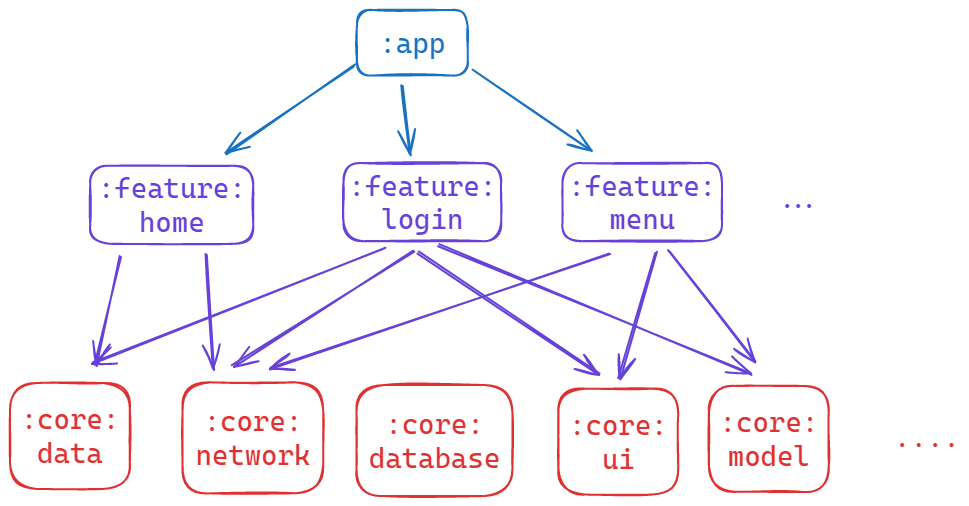 :app
:feature:
home
:feature:
login
:feature:
menu
...
:core:
data
:core:
network
:core:
database
:core:
ui
:core:
model
....